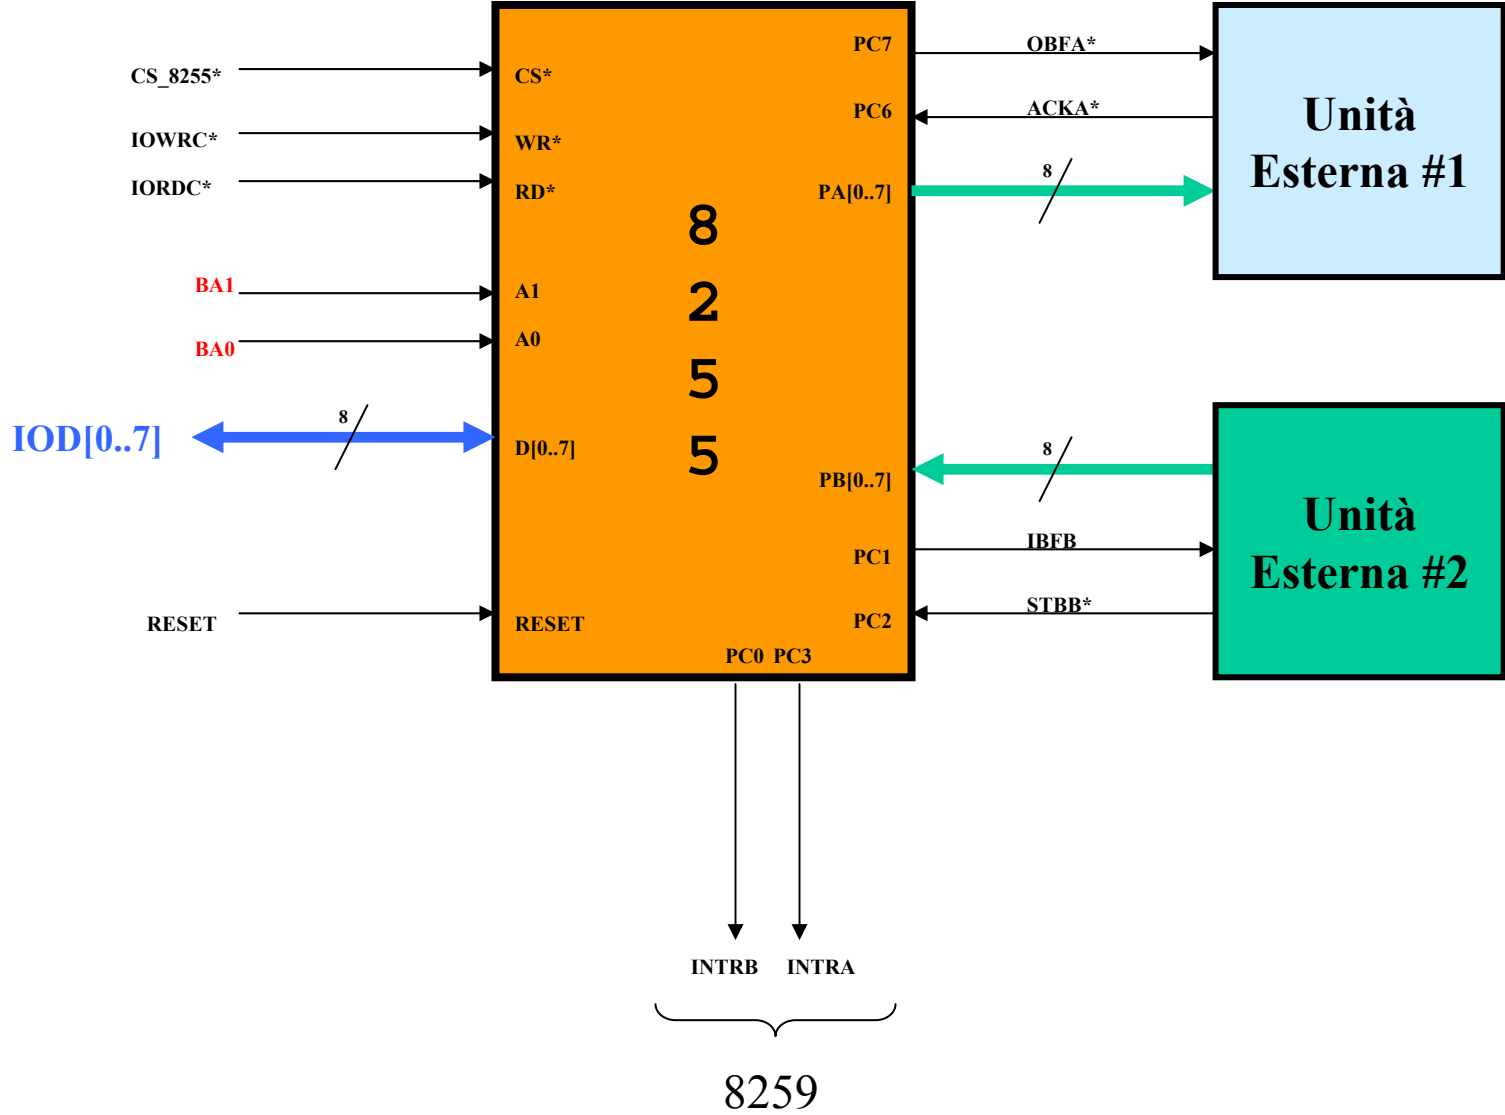 CS_8255*
IOWRC*
IORDC*
BA1
BA0
IOD[0..7]
8
RESET
CS*
WR*
RD*
A1
A0
D[0..7]
RESET
8
2
5
5
PC7
PC6
PA[0..7]
PB[0..7]
PC1
PC2
PC0 PC3
OBFA*
ACKA*
8
8
IBFB
STBB*
Unità
Esterna #1
Unità
Esterna #2
INTRB INTRA
8259